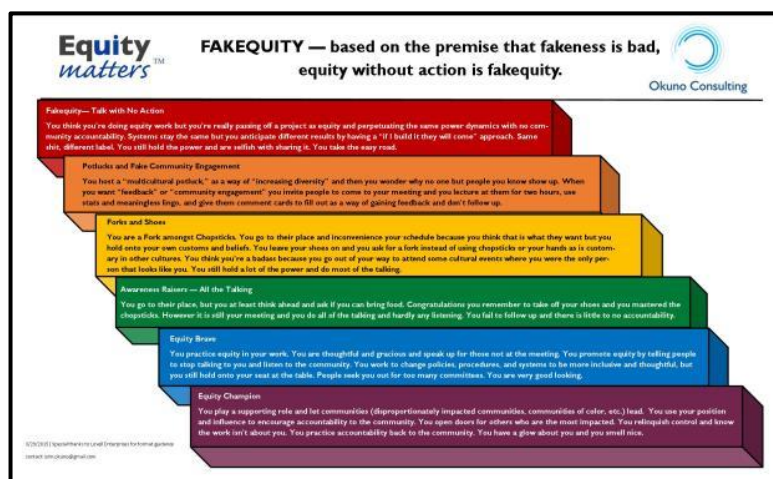 Equity
matters™
FAKEQUITY — based on the premise that fakeness is bad,
equity without action is fakequity.
Okuno Consulting
Fakequity— Talk with No Action
You think you're doing equity work but you're really passing off a project as equity and perpetuating the same power dynamics with no com-
munity accountability. Systems stay the same but you anticipate different results by having a "if I build it they will come" approach. Same
shit, different label. You still hold the power and are selfish with sharing it. You take the easy road.
Potlucks and Fake Community Engagement
You host a "multicultural potluck," as a way of "increasing diversity" and then you wonder why no one but people you know show up. When
you want "feedback" or "community engagement" you invite people to come to your meeting and you lecture at them for two hours, use
stats and meaningless lingo, and give them comment cards to fill out as a way of gaining feedback and don't follow up.
Forks and Shoes
You are a Fork amongst Chopsticks. You go to their place and inconvenience your schedule because you think that is what they want but you
hold onto your own customs and beliefs. You leave your shoes on and you ask for a fork instead of using chopsticks or your hands as is custom-
ary in other cultures. You think you're a badass because you go out of your way to attend some cultural events where you were the only per-
son that looks like you. You still hold a lot of the power and do most of the talking.
Awareness Raisers — All the Talking
You go to their place, but you at least think ahead and ask if you can bring food. Congratulations you remember to take off your shoes and you mastered the
chopsticks. However it is still your meeting and you do all of the talking and hardly any listening. You fail to follow up and there is little to no accountability.
Equity Brave
You practice equity in your work. You are thoughtful and gracious and speak up for those not at the meeting. You promote equity by telling people
to stop talking to you and listen to the community. You work to change policies, procedures, and systems to be more inclusive and thoughtful, but
you still hold onto your seat at the table. People seek you out for too many committees. You are very good looking.
Equity Champion
You play a supporting role and let communities (disproportionately impacted communities, communities of color, etc.) lead. You use your position
and influence to encourage accountability to the community. You open doors for others who are the most impacted. You relinquish control and know
the work isn't about you. You practice accountability back to the community. You have a glow about you and you smell nice.
Special thanks to Lovell Enterprises for format guidance
contact: